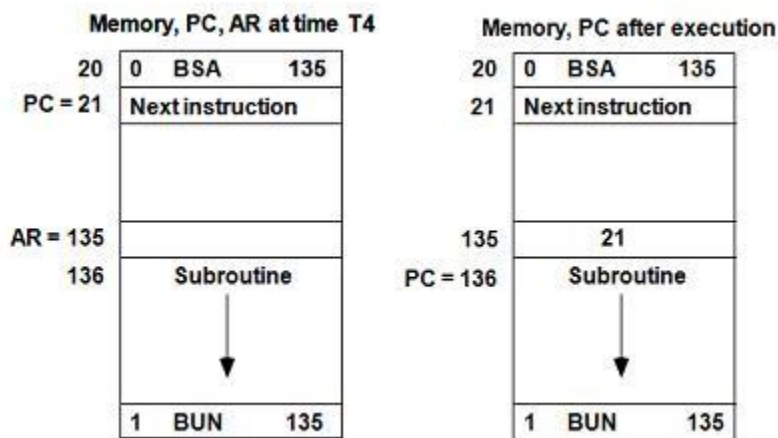 Memory, PC, AR at time T4
20 0 BSA 135
PC = 21 Next instruction
AR = 135
136 Subroutine
1 BUN 135
Memory, PC after execution
20 0 BSA 135
21 Next instruction
135 21
PC = 136 Subroutine
1 BUN 135